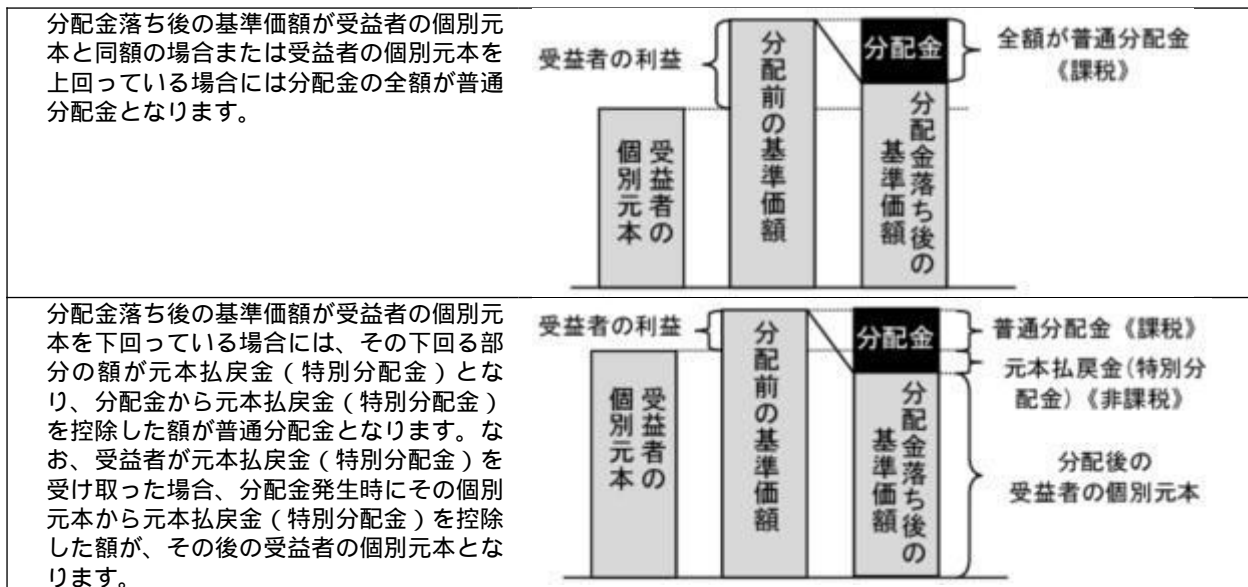 分配金落ち後の基準価額が受益者の個別元
本と同額の場合または受益者の個別元本を
上回っている場合には分配金の全額が普通
分配金となります。
受益者の利益
受益者の
個別元本
分配前の基準価額
分配金
分配金落ち後の
基準価額
全額が普通分配金
《課税》
分配金落ち後の基準価額が受益者の個別元
本を下回っている場合には、その下回る部
分の額が元本払戻金(特別分配金)とな
り、分配金から元本払戻金(特別分配金)
を控除した額が普通分配金となります。な
お、受益者が元本払戻金(特別分配金)を
受け取った場合、分配金発生時にその個別
元本から元本払戻金(特別分配金)を控除
した額が、その後の受益者の個別元本とな
ります。
受益者の利益
受益者の
個別元本
分配前の基準価額
分配金
分配金落ち後の
基準価額
普通分配金《課税》
元本払戻金(特別分
配金)《非課税》
分配後の
受益者の個別元本